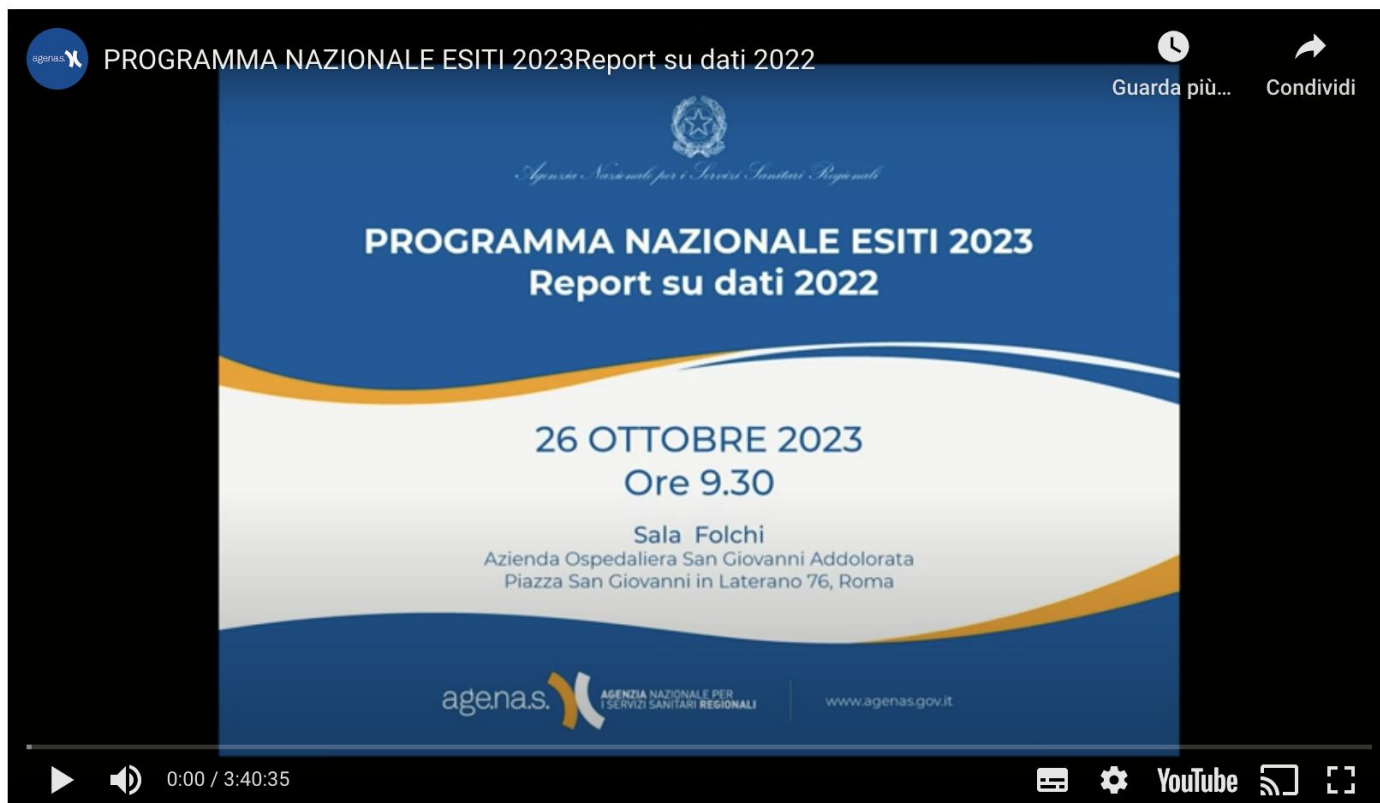 agenas.
PROGRAMMA NAZIONALE ESITI 2023Report su dati 2022
Guarda più...
Condividi
Agenzia Nazionale per i Servizi Sanitari Regionali
PROGRAMMA NAZIONALE ESITI 2023
Report su dati 2022
26 OTTOBRE 2023
Ore 9.30
Sala Folchi
Azienda Ospedaliera San Giovanni Addolorata
Piazza San Giovanni in Laterano 76, Roma
age.na.s.
AGENZIA NAZIONALE PER
I SERVIZI SANITARI REGIONALI
www.agenas.gov.it
0:00 / 3:40:35
YouTube